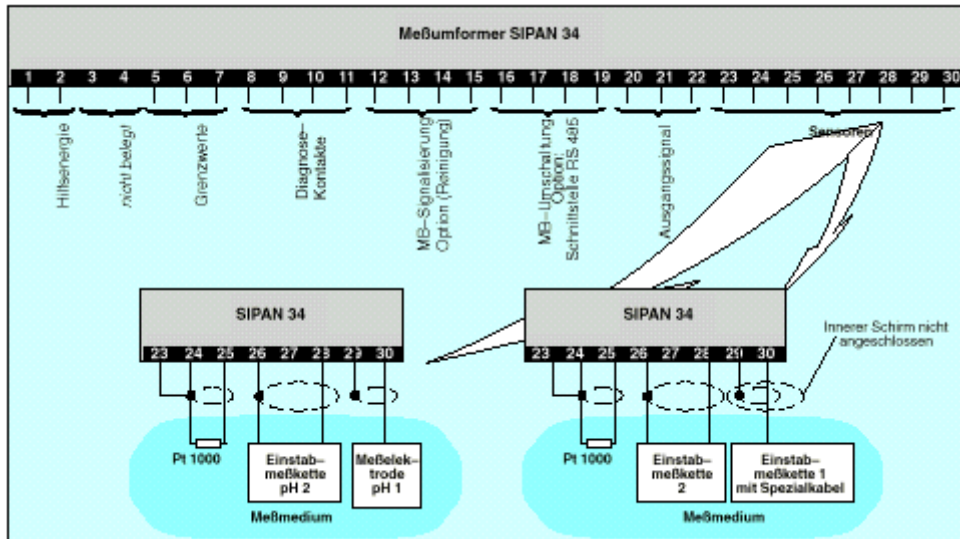 Meßumformer SIPAN 34
1 2 3 4 5 6 7 8 9 10 11 12 13 14 15 16 17 18 19 20 21 22 23 24 25 26 27 28 29 30
Hilfsenergie
nicht belegt
Grenzwerte
Diagnose–
Kontakte
MB–Signalisierung
Option (Reinigung)
MB–Umschaltung
Option:
Schnittstelle RS 485
Ausgangssignal
Sensoren
SIPAN 34
23 24 25 26 27 28 29 30
Pt 1000
Einstab–
meßkette
pH 2
Meßelek–
trode
pH 1
Meßmedium
SIPAN 34
23 24 25 26 27 28 29 30
Innerer Schirm nicht
angeschlossen
Pt 1000
Einstab–
meßkette
2
Einstab–
meßkette 1
mit Spezialkabel
Meßmedium